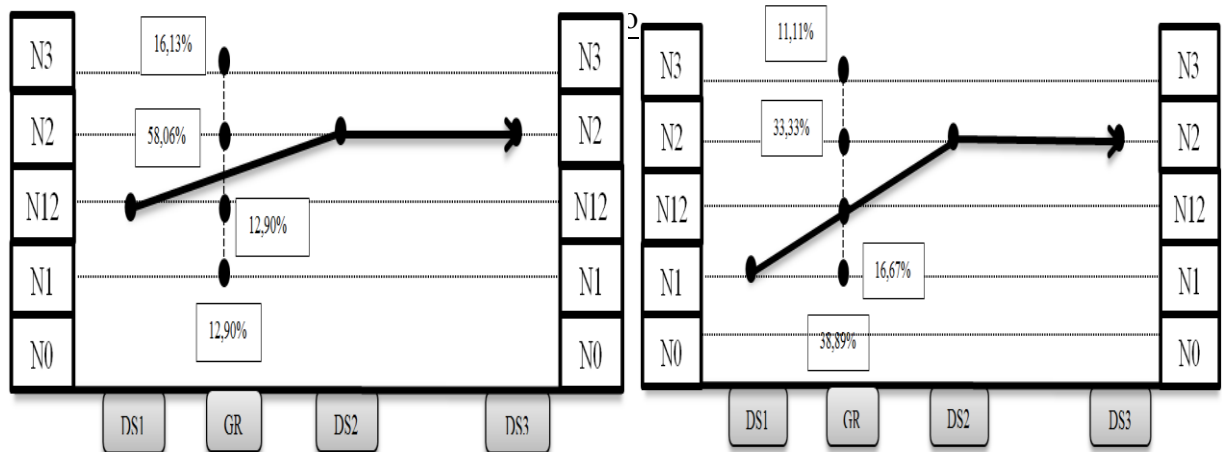 16,13%
N3
N3
58,06%
N2
N2
12,90%
N12
N12
N1
N1
12,90%
N0
N0
DS1 GR DS2 DS3
11,11%
N3
N3
33,33%
N2
N2
N12
N12
16,67%
N1
N1
38,89%
N0
N0
DS1 GR DS2 DS3